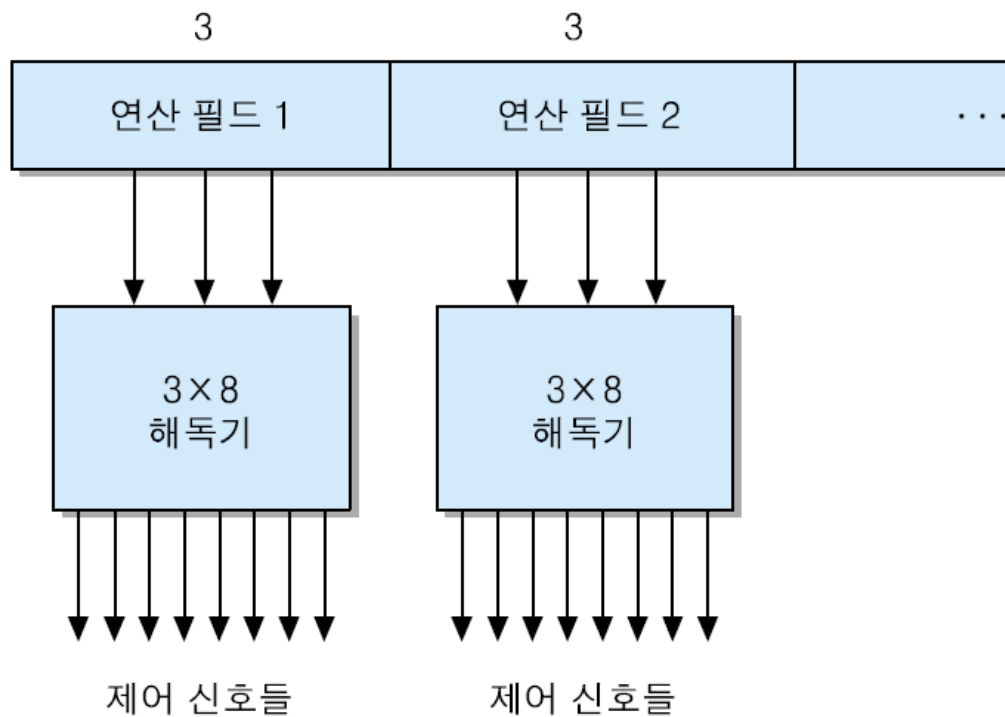 3 3
연산 필드 1 연산 필드 2 ···
3×8 3×8
해독기 해독기
제어 신호들 제어 신호들